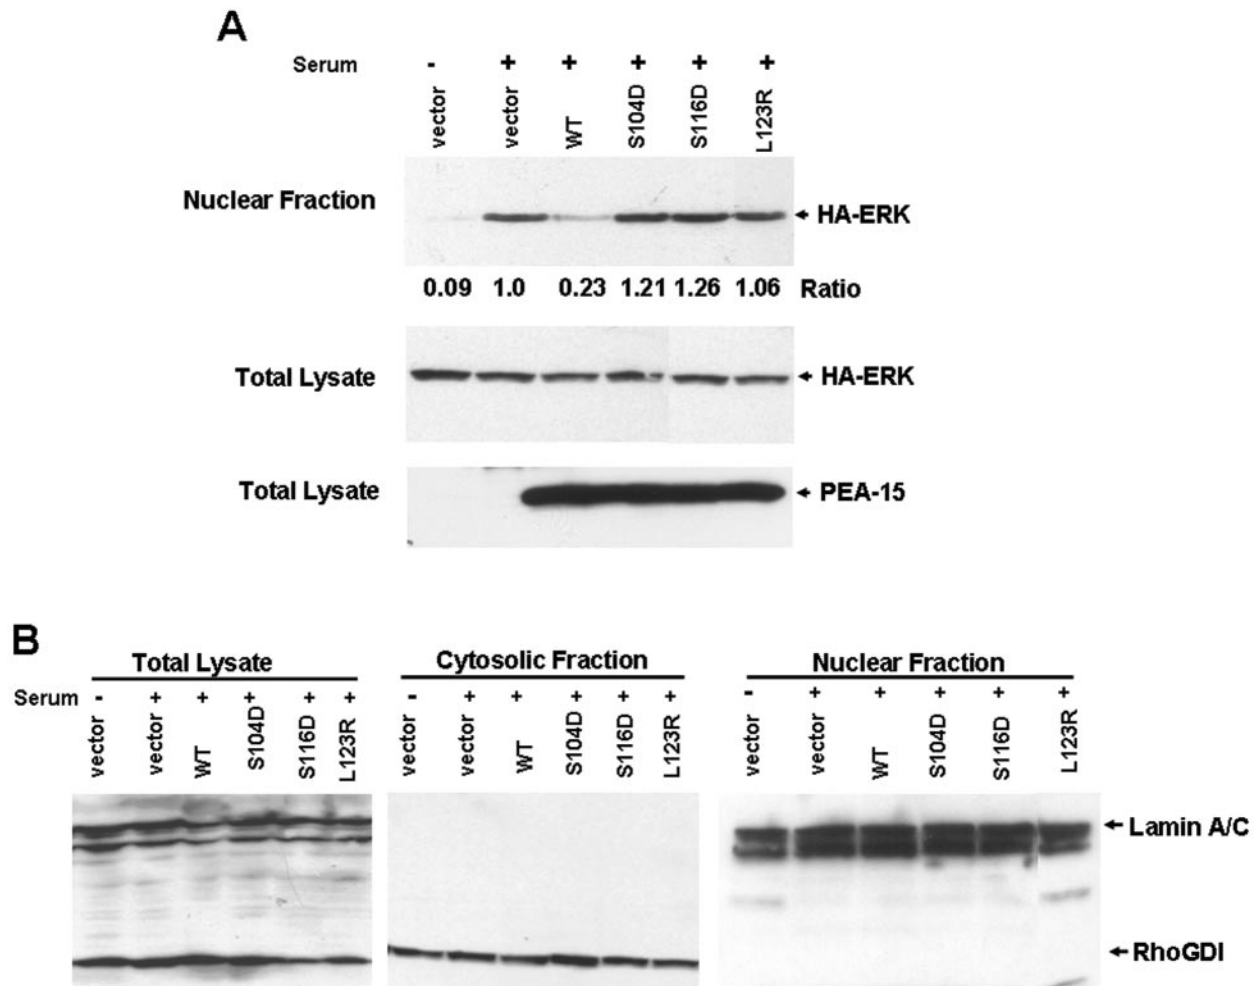 A
Serum - + + + + +
vector vector WT S104D S116D L123R
Nuclear Fraction HA-ERK
0.09 1.0 0.23 1.21 1.26 1.06 Ratio
Total Lysate HA-ERK
Total Lysate PEA-15
B
Total Lysate Cytosolic Fraction Nuclear Fraction
Serum - + + + + + - + + + + + - + + + + +
vector vector WT S104D S116D L123R vector vector WT S104D S116D L123R vector vector WT S104D S116D L123R
Lamin A/C
RhoGDI